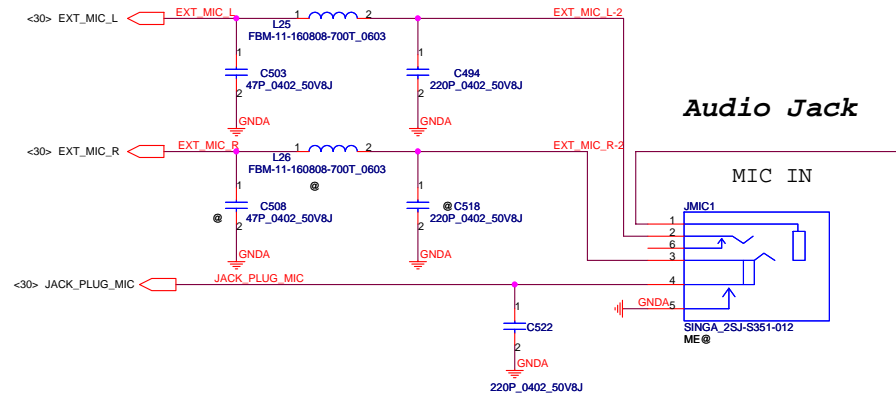 <30> EXT_MIC_L EXT_MIC_L 1 2 EXT_MIC_L-2
L25
FBM-11-160808-700T_0603
1 1
C503 C494
47P_0402_50V8J 220P_0402_50V8J
2 2
GNDA GNDA
Audio Jack
<30> EXT_MIC_R EXT_MIC_R 1 2 EXT_MIC_R-2
L26
FBM-11-160808-700T_0603
MIC IN
@
1 1
C508 @ C518
@ 47P_0402_50V8J 220P_0402_50V8J
2 2
GNDA GNDA
JMIC1
1
2
6
3
<30> JACK_PLUG_MIC JACK_PLUG_MIC 4
GNDA 5
1
C522
2
GNDA
220P_0402_50V8J
SINGA_2SJ-S351-012
ME@